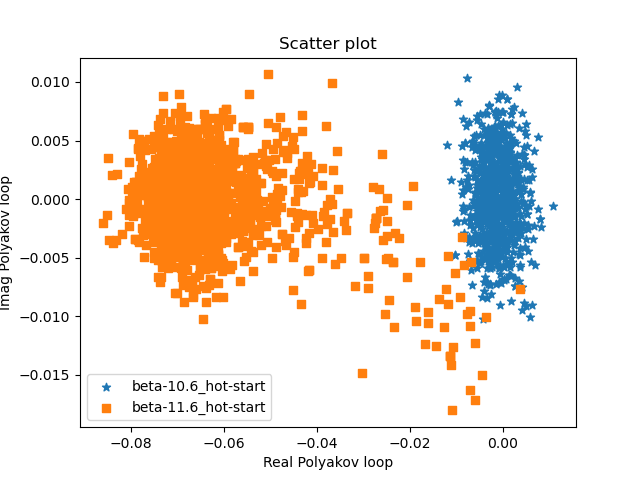 Scatter plot
Imag Polyakov loop
0.010
0.005
0.000
−0.005
−0.010
−0.015
beta-10.6_hot-start
beta-11.6_hot-start
−0.08 −0.06 −0.04 −0.02 0.00
Real Polyakov loop